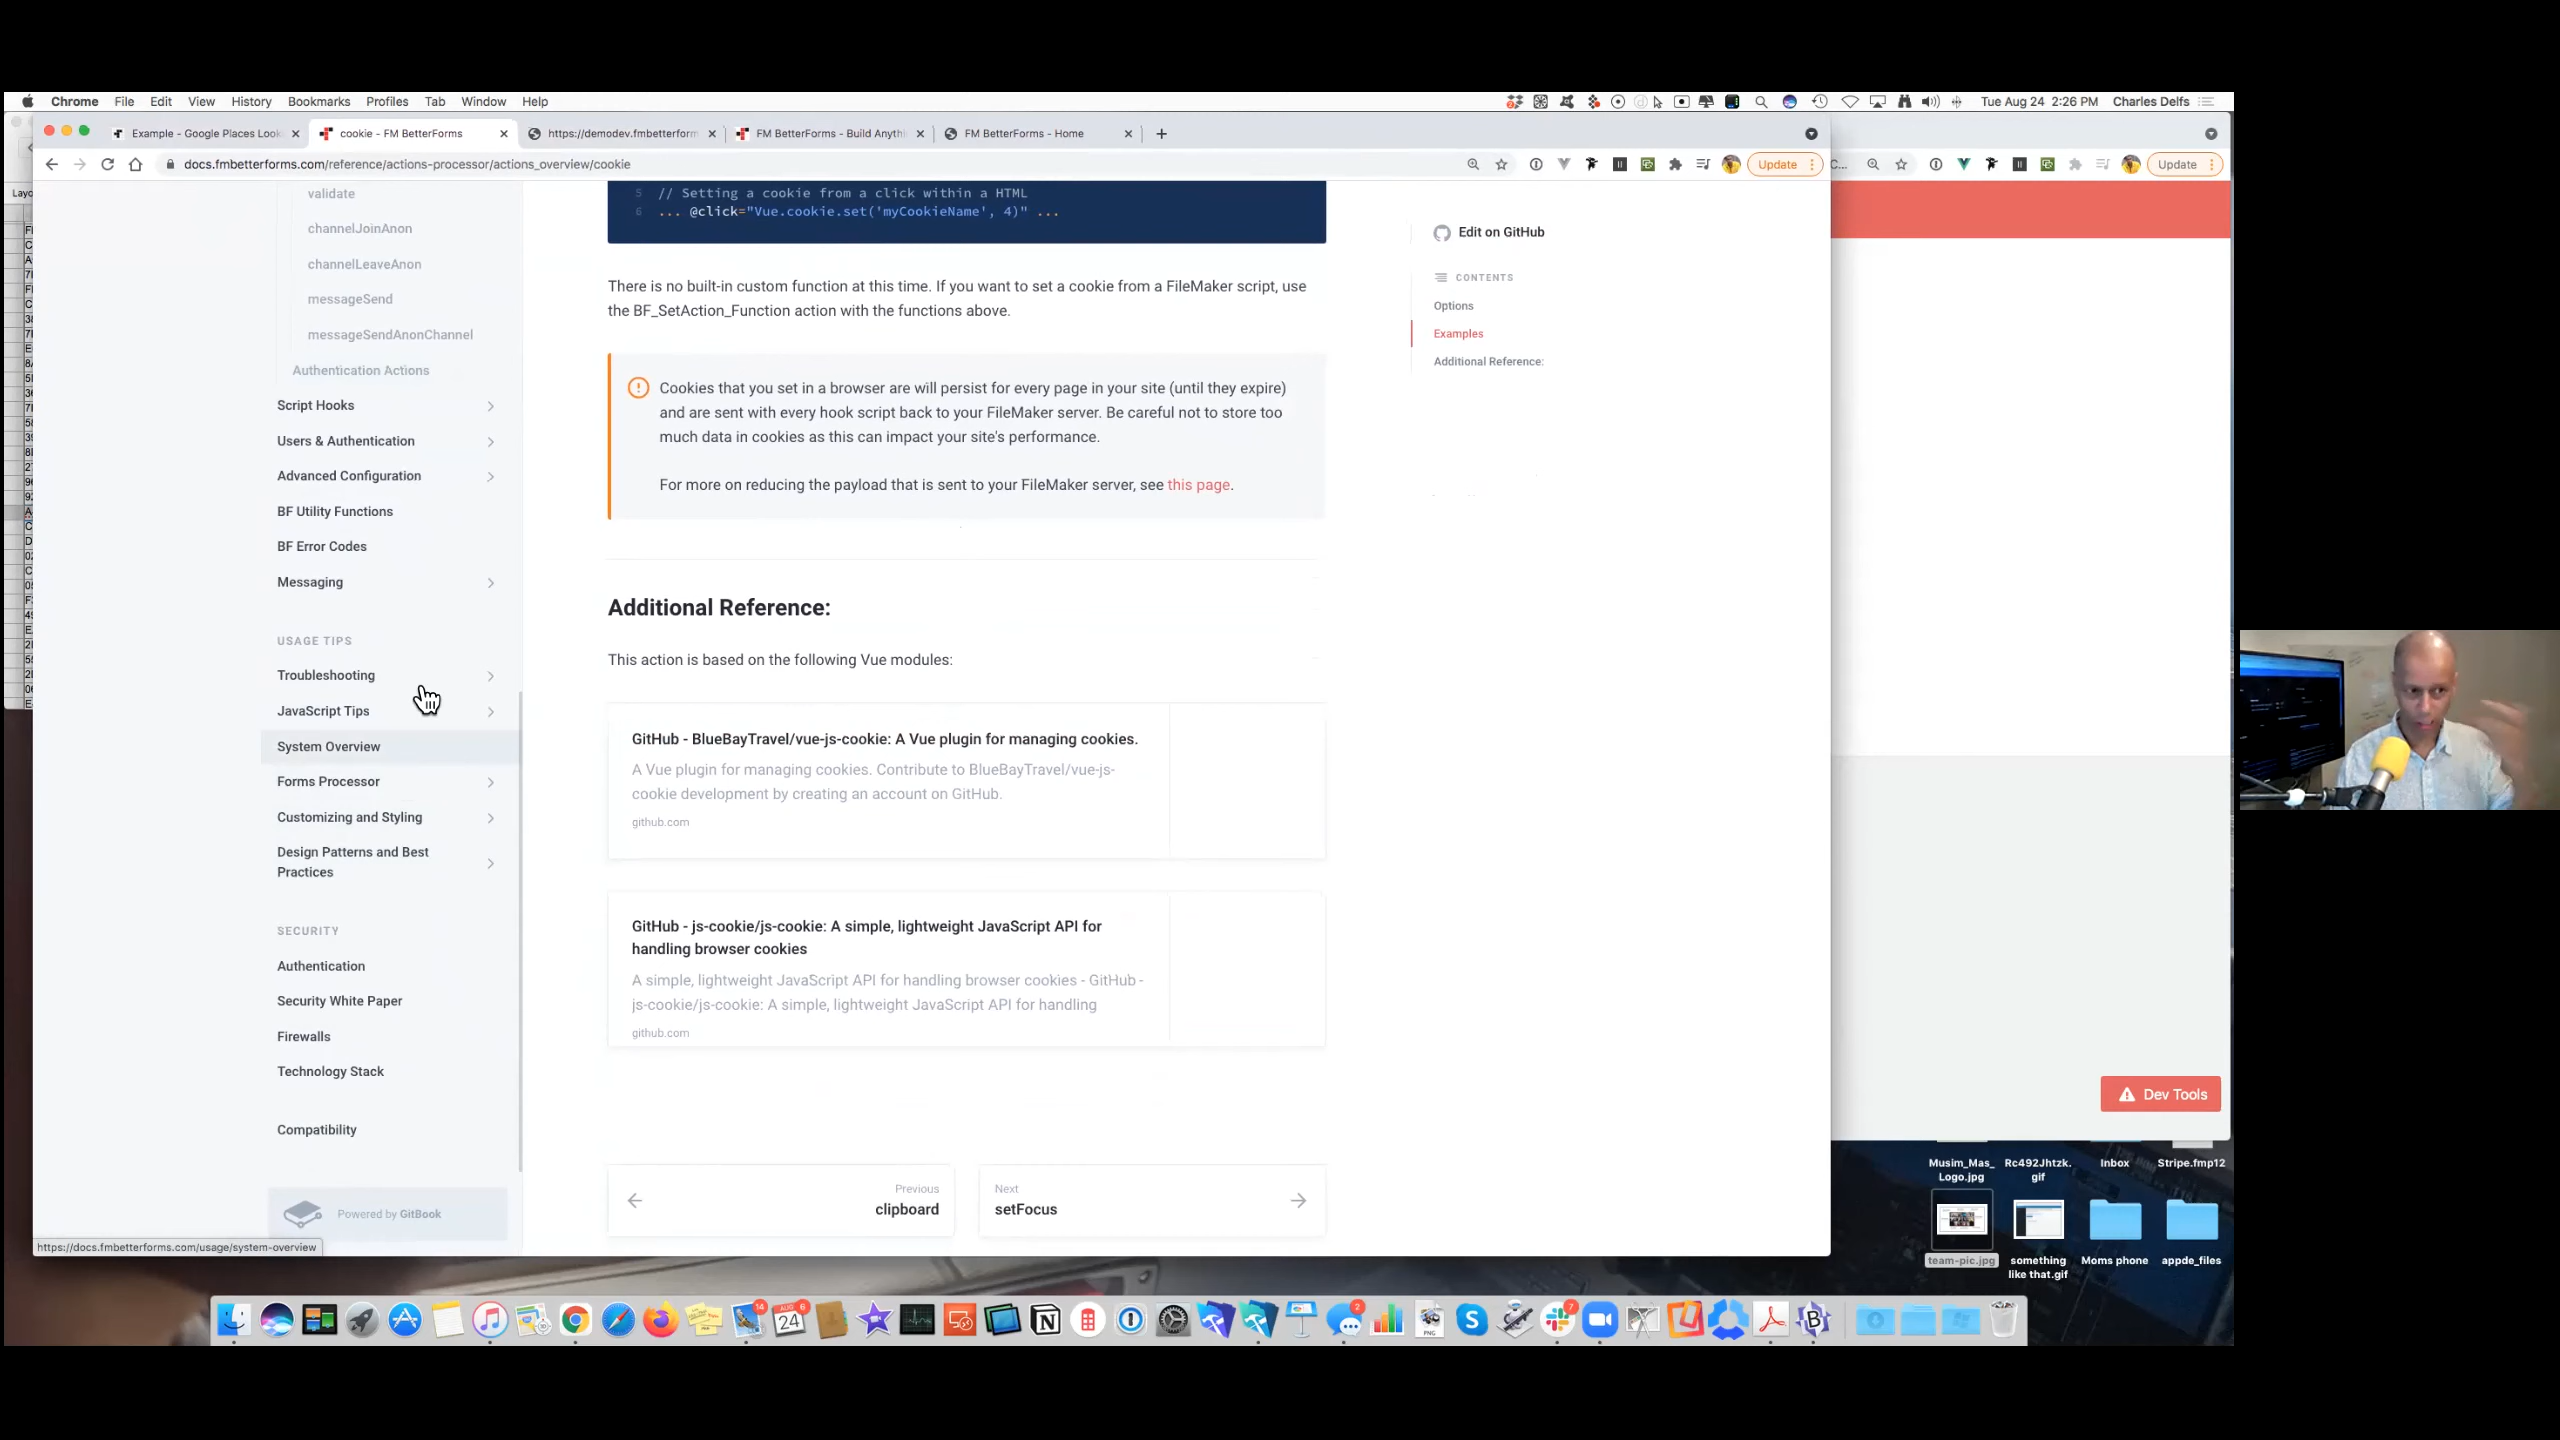 Chrome File Edit View History Bookmarks Profiles Tab Window Help
Tue Aug 24 2:26 PM Charles Delfs
Example - Google Places Look
cookie - FM BetterForms
https://demodev.fmbetterform
FM BetterForms - Build Anythi
FM BetterForms - Home
docs.fmbetterforms.com/reference/actions-processor/actions_overview/cookie
Update
Update
validate
channelJoinAnon
channelLeaveAnon
messageSend
messageSendAnonChannel
Authentication Actions
Script Hooks
Users & Authentication
Advanced Configuration
BF Utility Functions
BF Error Codes
Messaging
USAGE TIPS
Troubleshooting
JavaScript Tips
System Overview
Forms Processor
Customizing and Styling
Design Patterns and Best
Practices
SECURITY
Authentication
Security White Paper
Firewalls
Technology Stack
Compatibility
Powered by GitBook
https://docs.fmbetterforms.com/usage/system-overview
5 // Setting a cookie from a click within a HTML
6 ... @click="Vue.cookie.set('myCookieName', 4)" ...
There is no built-in custom function at this time. If you want to set a cookie from a FileMaker script, use
the BF_SetAction_Function action with the functions above.
Cookies that you set in a browser are will persist for every page in your site (until they expire)
and are sent with every hook script back to your FileMaker server. Be careful not to store too
much data in cookies as this can impact your site's performance.
For more on reducing the payload that is sent to your FileMaker server, see this page.
Additional Reference:
This action is based on the following Vue modules:
GitHub - BlueBayTravel/vue-js-cookie: A Vue plugin for managing cookies.
A Vue plugin for managing cookies. Contribute to BlueBayTravel/vue-js-
cookie development by creating an account on GitHub.
github.com
GitHub - js-cookie/js-cookie: A simple, lightweight JavaScript API for
handling browser cookies
A simple, lightweight JavaScript API for handling browser cookies - GitHub -
js-cookie/js-cookie: A simple, lightweight JavaScript API for handling
github.com
Previous
clipboard
Next
setFocus
Edit on GitHub
CONTENTS
Options
Examples
Additional Reference:
Dev Tools
Musim_Mas_
Logo.jpg
Rc492Jhtzk.
gif
Inbox
Stripe.fmp12
team-pic.jpg
something
like that.gif
Moms phone
appde_files
14
AUG 6
24
2
7